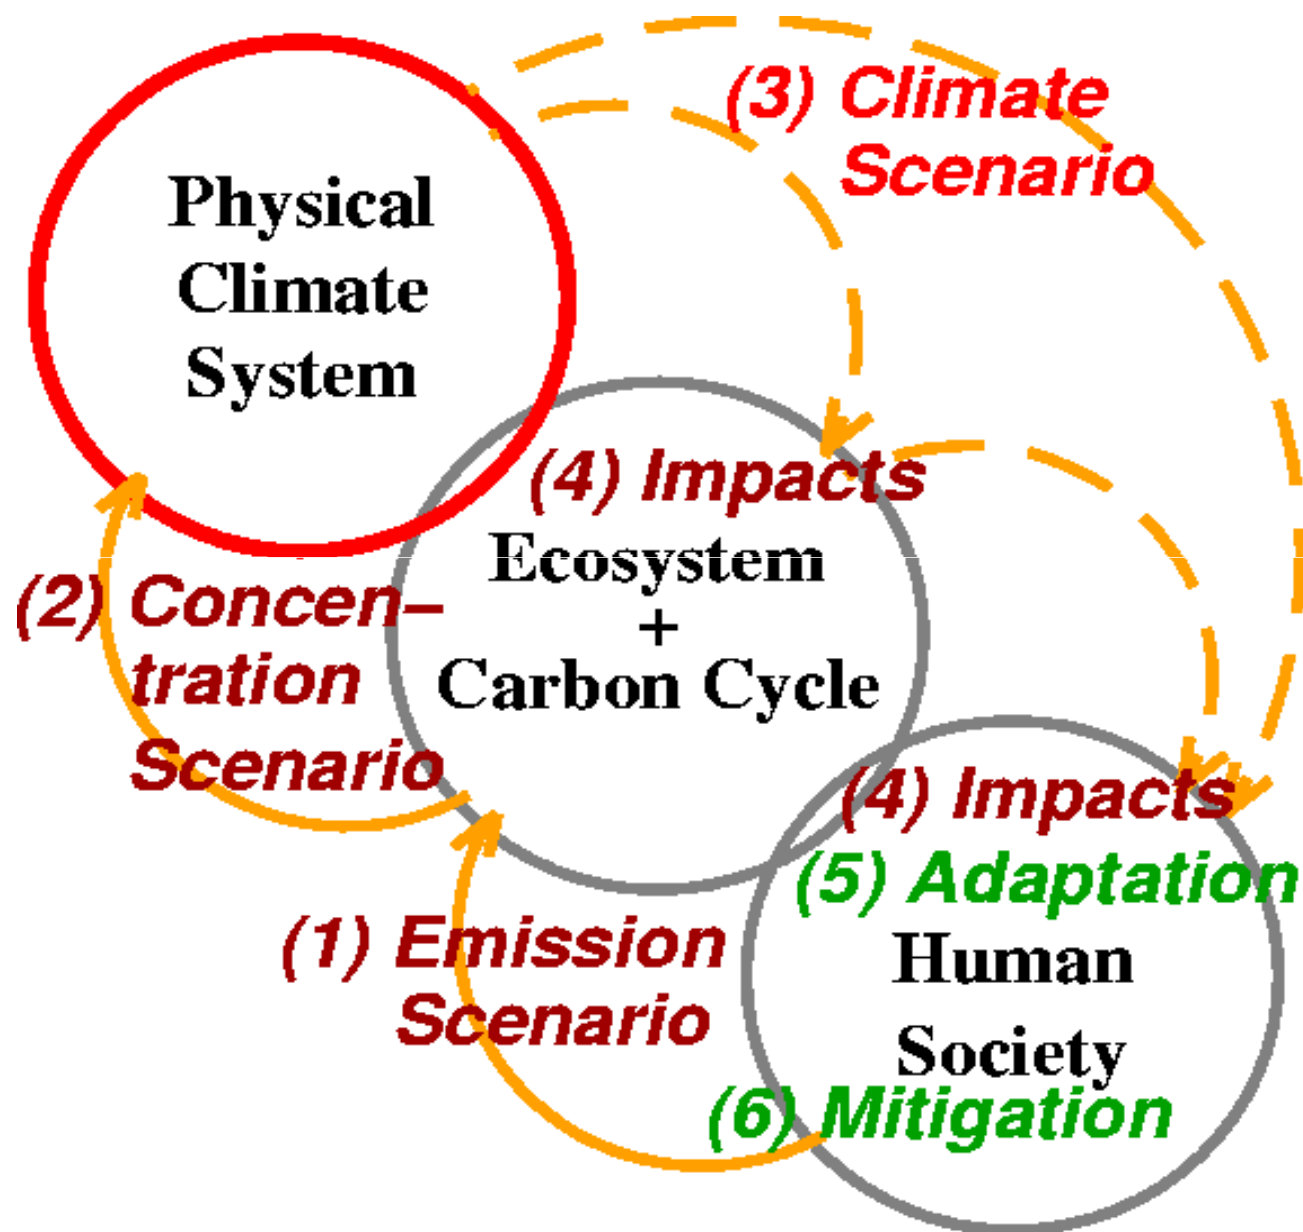 (3) Climate
Scenario
Physical
Climate
System
(4) Impacts
Ecosystem
+
Carbon Cycle
(2) Concen–
tration
Scenario
(4) Impacts
(5) Adaptation
Human
Society
(6) Mitigation
(1) Emission
Scenario